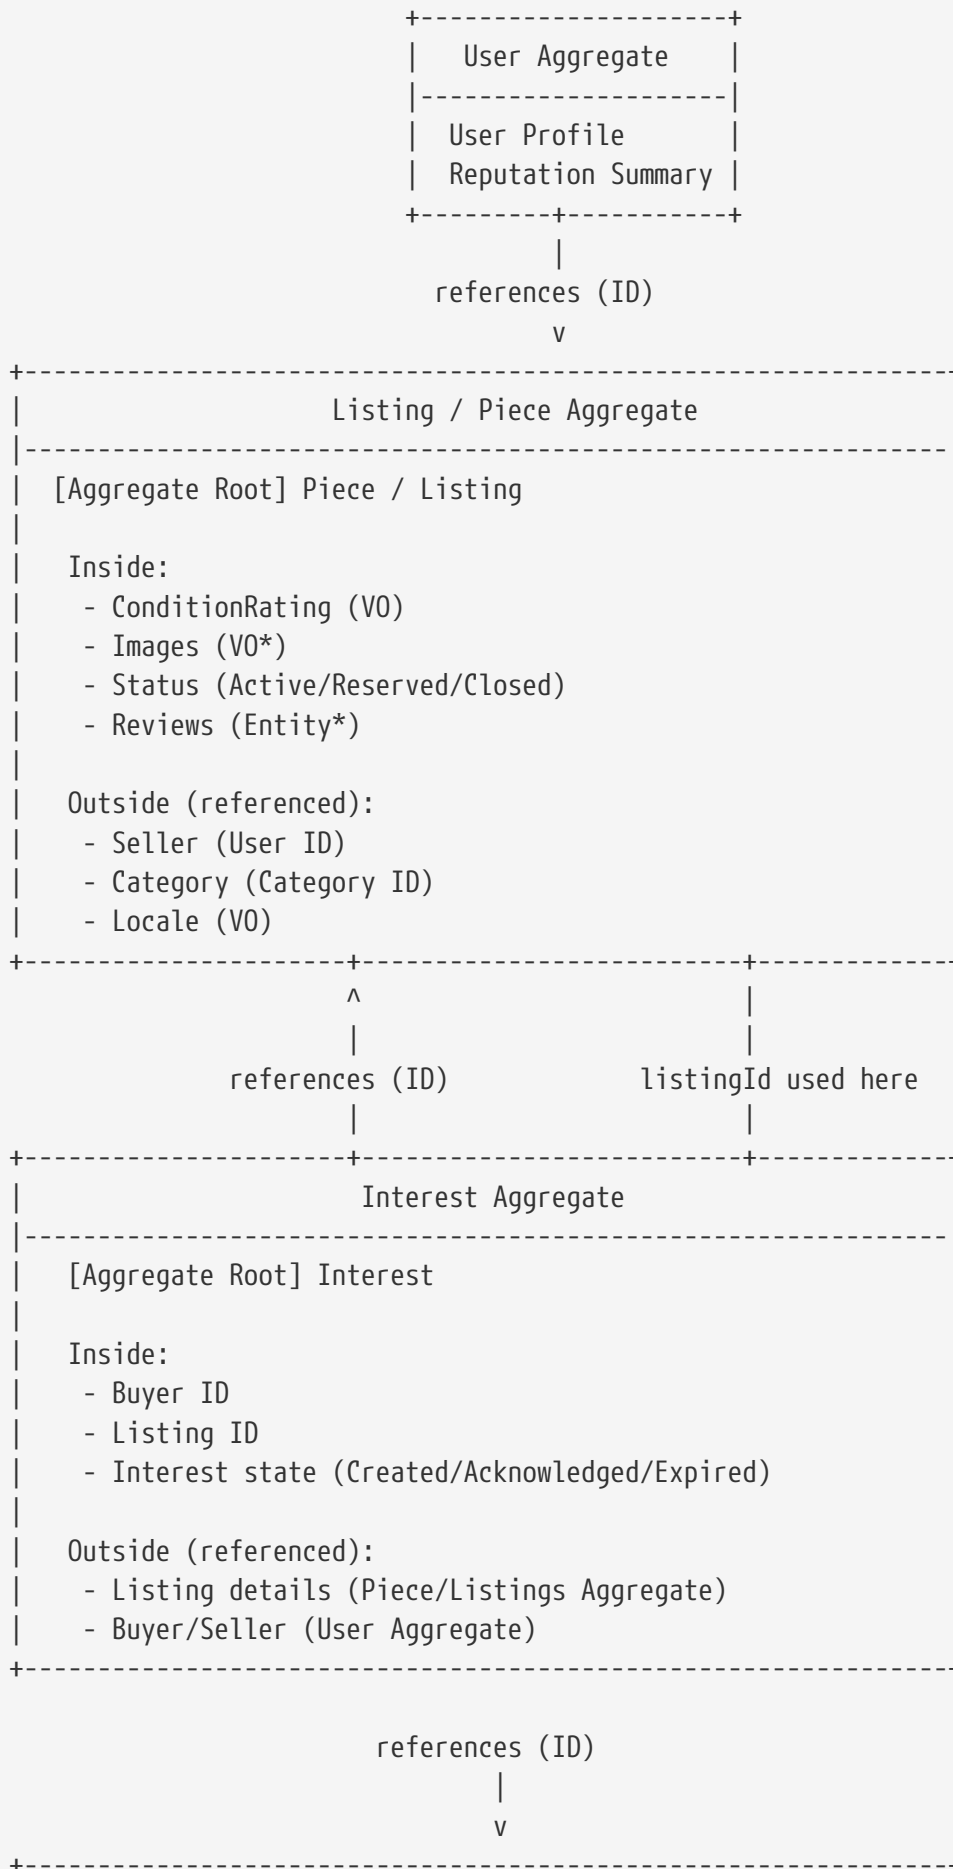 +---------------------+
|   User Aggregate    |
|---------------------|
|  User Profile       |
|  Reputation Summary |
+---------+-----------+
|
references (ID)
v
+----------------------------------------------------------------
|                     Listing / Piece Aggregate
|---------------------------------------------------------------
|  [Aggregate Root] Piece / Listing
|
|   Inside:
|    - ConditionRating (VO)
|    - Images (VO*)
|    - Status (Active/Reserved/Closed)
|    - Reviews (Entity*)
|
|   Outside (referenced):
|    - Seller (User ID)
|    - Category (Category ID)
|    - Locale (VO)
+----------------------+--------------------------+--------------
^                          |
|                          |
references (ID)             listingId used here
|                          |
+----------------------+--------------------------+--------------
|                       Interest Aggregate
|---------------------------------------------------------------
|   [Aggregate Root] Interest
|
|   Inside:
|    - Buyer ID
|    - Listing ID
|    - Interest state (Created/Acknowledged/Expired)
|
|   Outside (referenced):
|    - Listing details (Piece/Listings Aggregate)
|    - Buyer/Seller (User Aggregate)
+----------------------------------------------------------------
references (ID)
|
v
+----------------------------------------------------------------